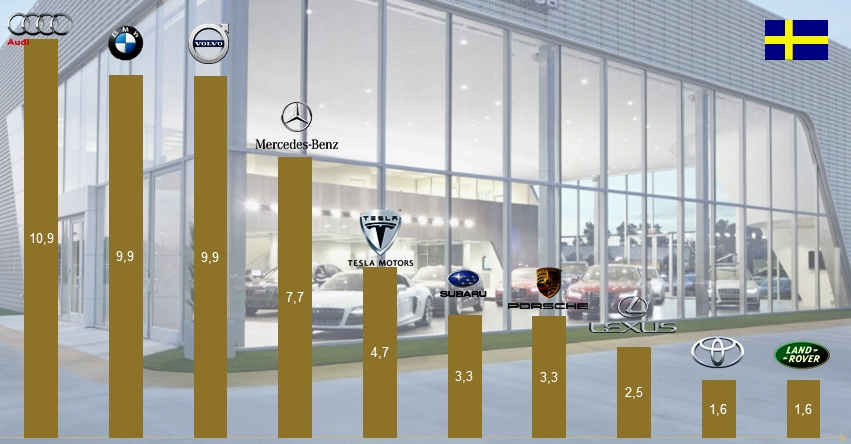 Audi
BMW
VOLVO
Mercedes-Benz
TESLA
TESLA MOTORS
SUBARU
PORSCHE
LEXUS
LAND-
-ROVER
10,9
9,9
9,9
7,7
4,7
3,3
3,3
2,5
1,6
1,6